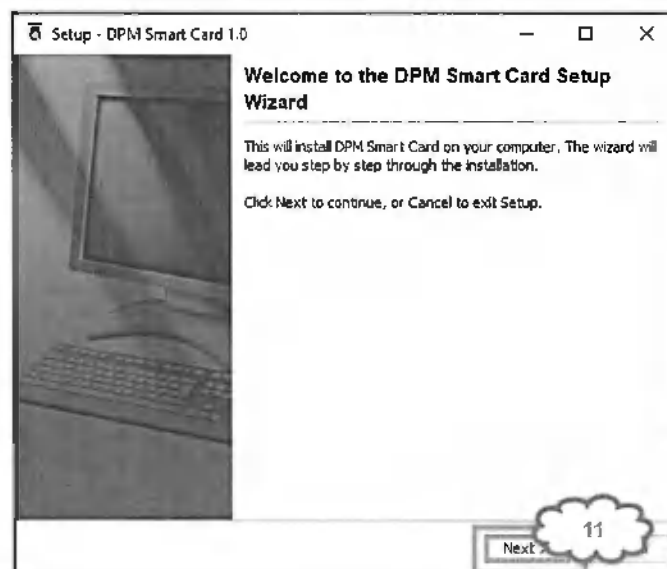 Setup - DPM Smart Card 1.0
Welcome to the DPM Smart Card Setup
Wizard
This will install DPM Smart Card on your computer. The wizard will
lead you step by step through the installation.
Click Next to continue, or Cancel to exit Setup.
Next >
11